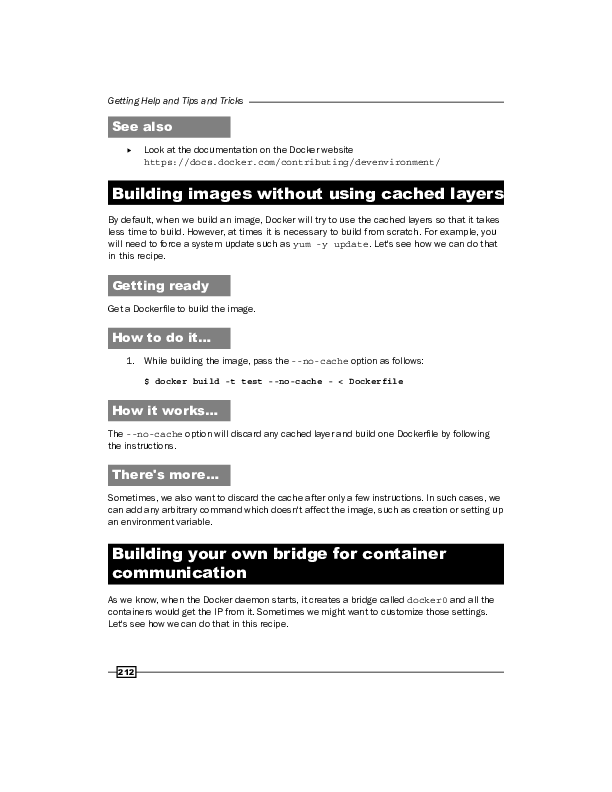 Getting Help and Tips and Tricks
See also
▸ Look at the documentation on the Docker website
https://docs.docker.com/contributing/devenvironment/
Building images without using cached layers
By default, when we build an image, Docker will try to use the cached layers so that it takes
less time to build. However, at times it is necessary to build from scratch. For example, you
will need to force a system update such as yum -y update. Let's see how we can do that
in this recipe.
Getting ready
Get a Dockerfile to build the image.
How to do it…
1. While building the image, pass the --no-cache option as follows:
$ docker build -t test --no-cache - < Dockerfile
How it works…
The --no-cache option will discard any cached layer and build one Dockerfile by following
the instructions.
There's more…
Sometimes, we also want to discard the cache after only a few instructions. In such cases, we
can add any arbitrary command which doesn't affect the image, such as creation or setting up
an environment variable.
Building your own bridge for container
communication
As we know, when the Docker daemon starts, it creates a bridge called docker0 and all the
containers would get the IP from it. Sometimes we might want to customize those settings.
Let's see how we can do that in this recipe.
212